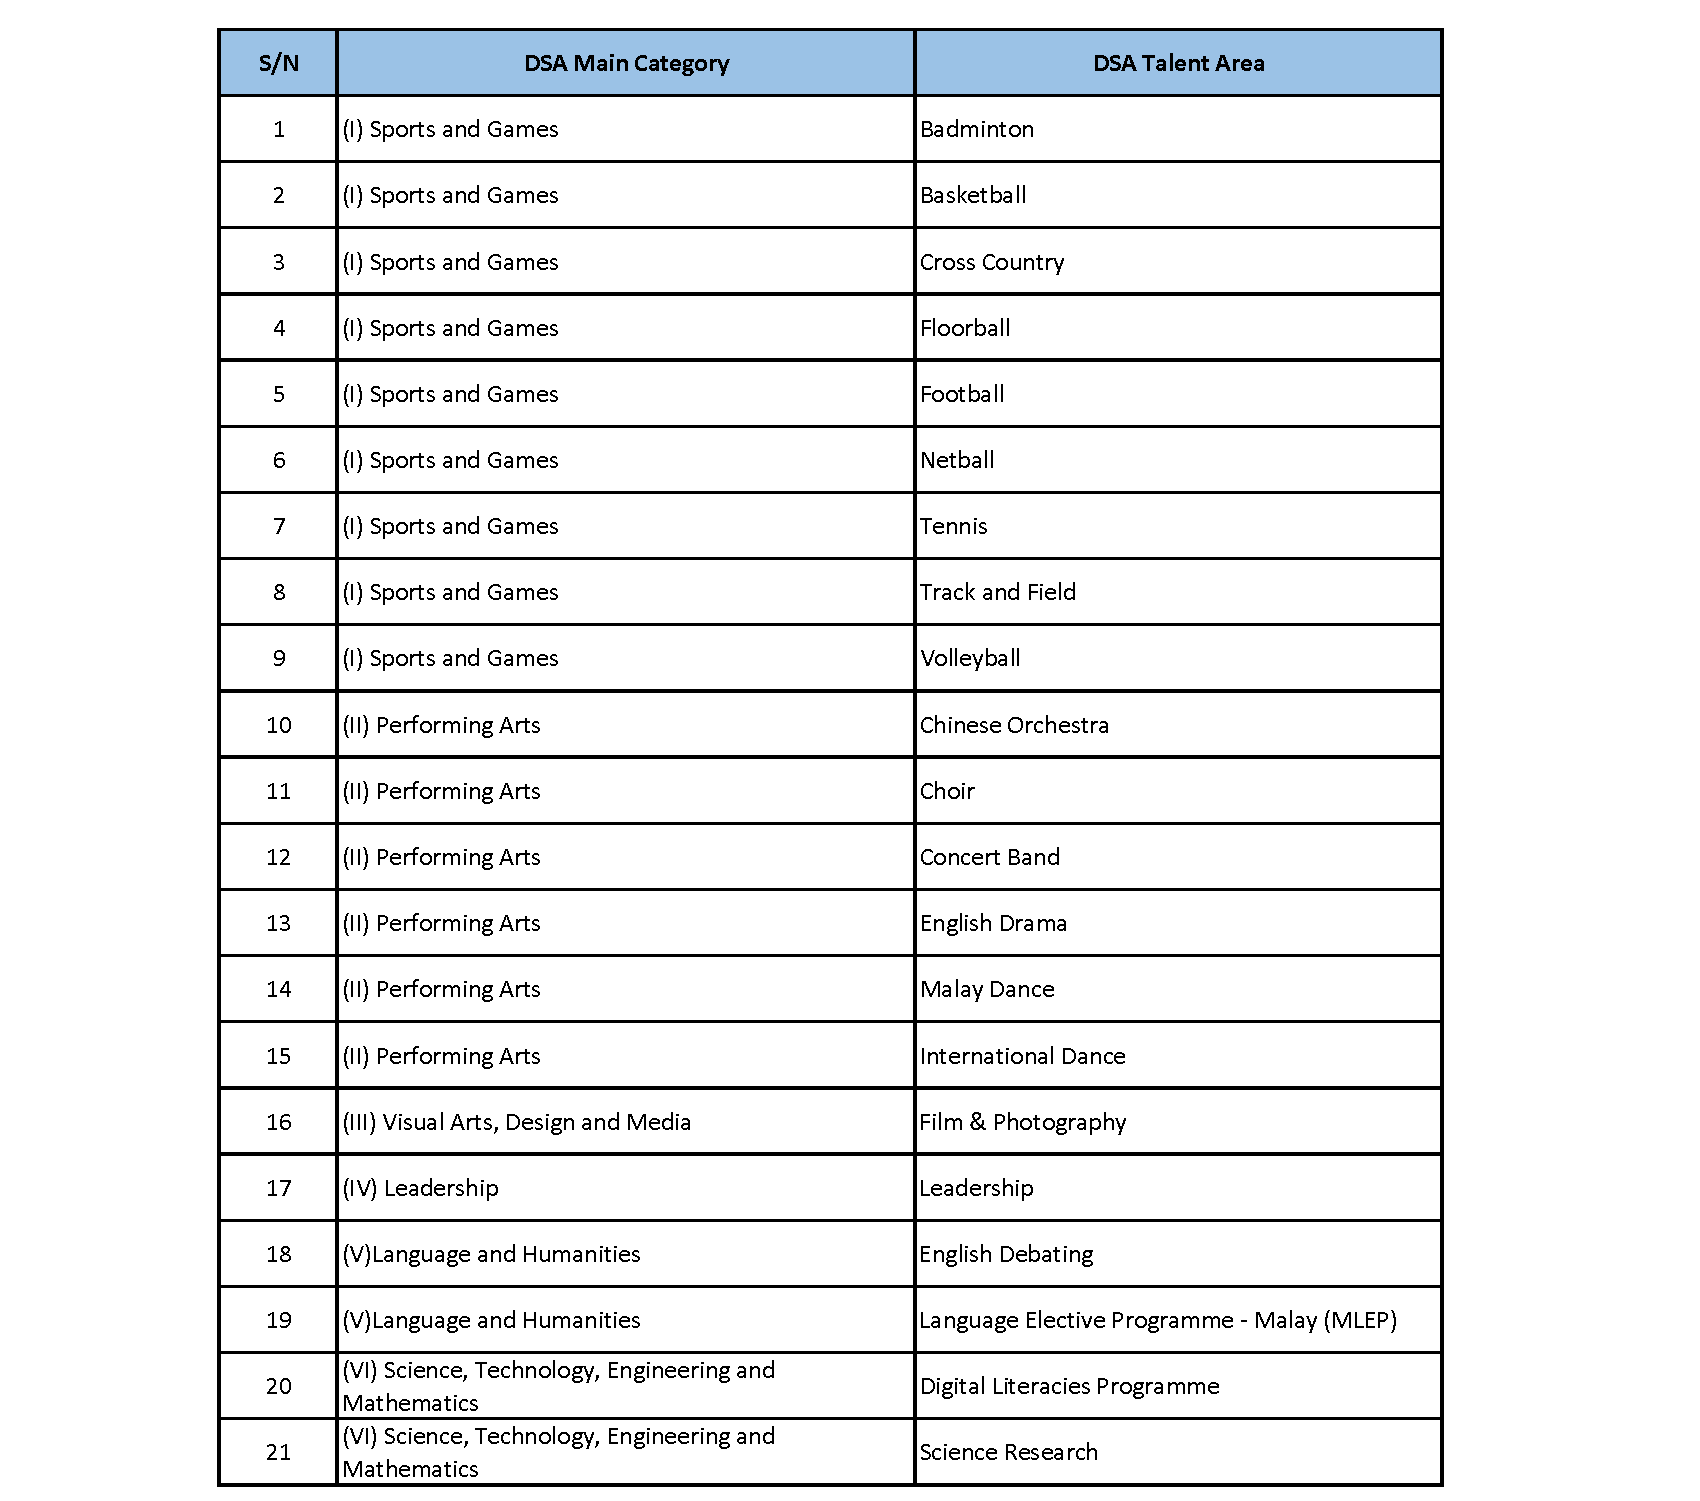 S/N DSA Main Category DSA Talent Area
1 (I) Sports and Games Badminton
2 (I) Sports and Games Basketball
3 (I) Sports and Games Cross Country
4 (I) Sports and Games Floorball
5 (I) Sports and Games Football
6 (I) Sports and Games Netball
7 (I) Sports and Games Tennis
8 (I) Sports and Games Track and Field
9 (I) Sports and Games Volleyball
10 (II) Performing Arts Chinese Orchestra
11 (II) Performing Arts Choir
12 (II) Performing Arts Concert Band
13 (II) Performing Arts English Drama
14 (II) Performing Arts Malay Dance
15 (II) Performing Arts International Dance
16 (III) Visual Arts, Design and Media Film & Photography
17 (IV) Leadership Leadership
18 (V)Language and Humanities English Debating
19 (V)Language and Humanities Language Elective Programme - Malay (MLEP)
20 (VI) Science, Technology, Engineering and
Mathematics Digital Literacies Programme
21 (VI) Science, Technology, Engineering and
Mathematics Science Research